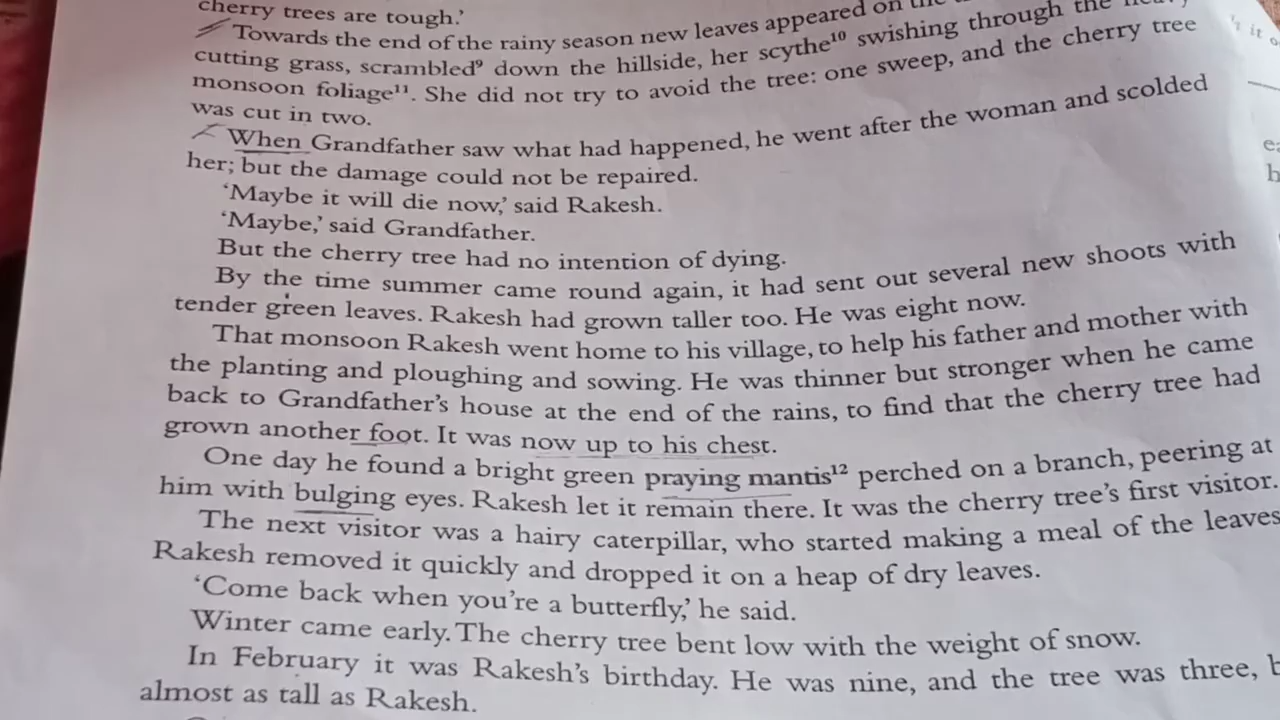 cherry trees are tough.’
Towards the end of the rainy season new leaves appeared on
cutting grass, scrambled⁹ down the hillside, her scythe¹⁰ swishing through the
monsoon foliage¹¹. She did not try to avoid the tree: one sweep, and the cherry tree
was cut in two.
When Grandfather saw what had happened, he went after the woman and scolded
her; but the damage could not be repaired.
‘Maybe it will die now,’ said Rakesh.
‘Maybe,’ said Grandfather.
But the cherry tree had no intention of dying.
By the time summer came round again, it had sent out several new shoots with
tender green leaves. Rakesh had grown taller too. He was eight now.
That monsoon Rakesh went home to his village, to help his father and mother with
the planting and ploughing and sowing. He was thinner but stronger when he came
back to Grandfather’s house at the end of the rains, to find that the cherry tree had
grown another foot. It was now up to his chest.
One day he found a bright green praying mantis¹² perched on a branch, peering at
him with bulging eyes. Rakesh let it remain there. It was the cherry tree’s first visitor.
The next visitor was a hairy caterpillar, who started making a meal of the leaves
Rakesh removed it quickly and dropped it on a heap of dry leaves.
‘Come back when you’re a butterfly,’ he said.
Winter came early. The cherry tree bent low with the weight of snow.
In February it was Rakesh’s birthday. He was nine, and the tree was three,
almost as tall as Rakesh.